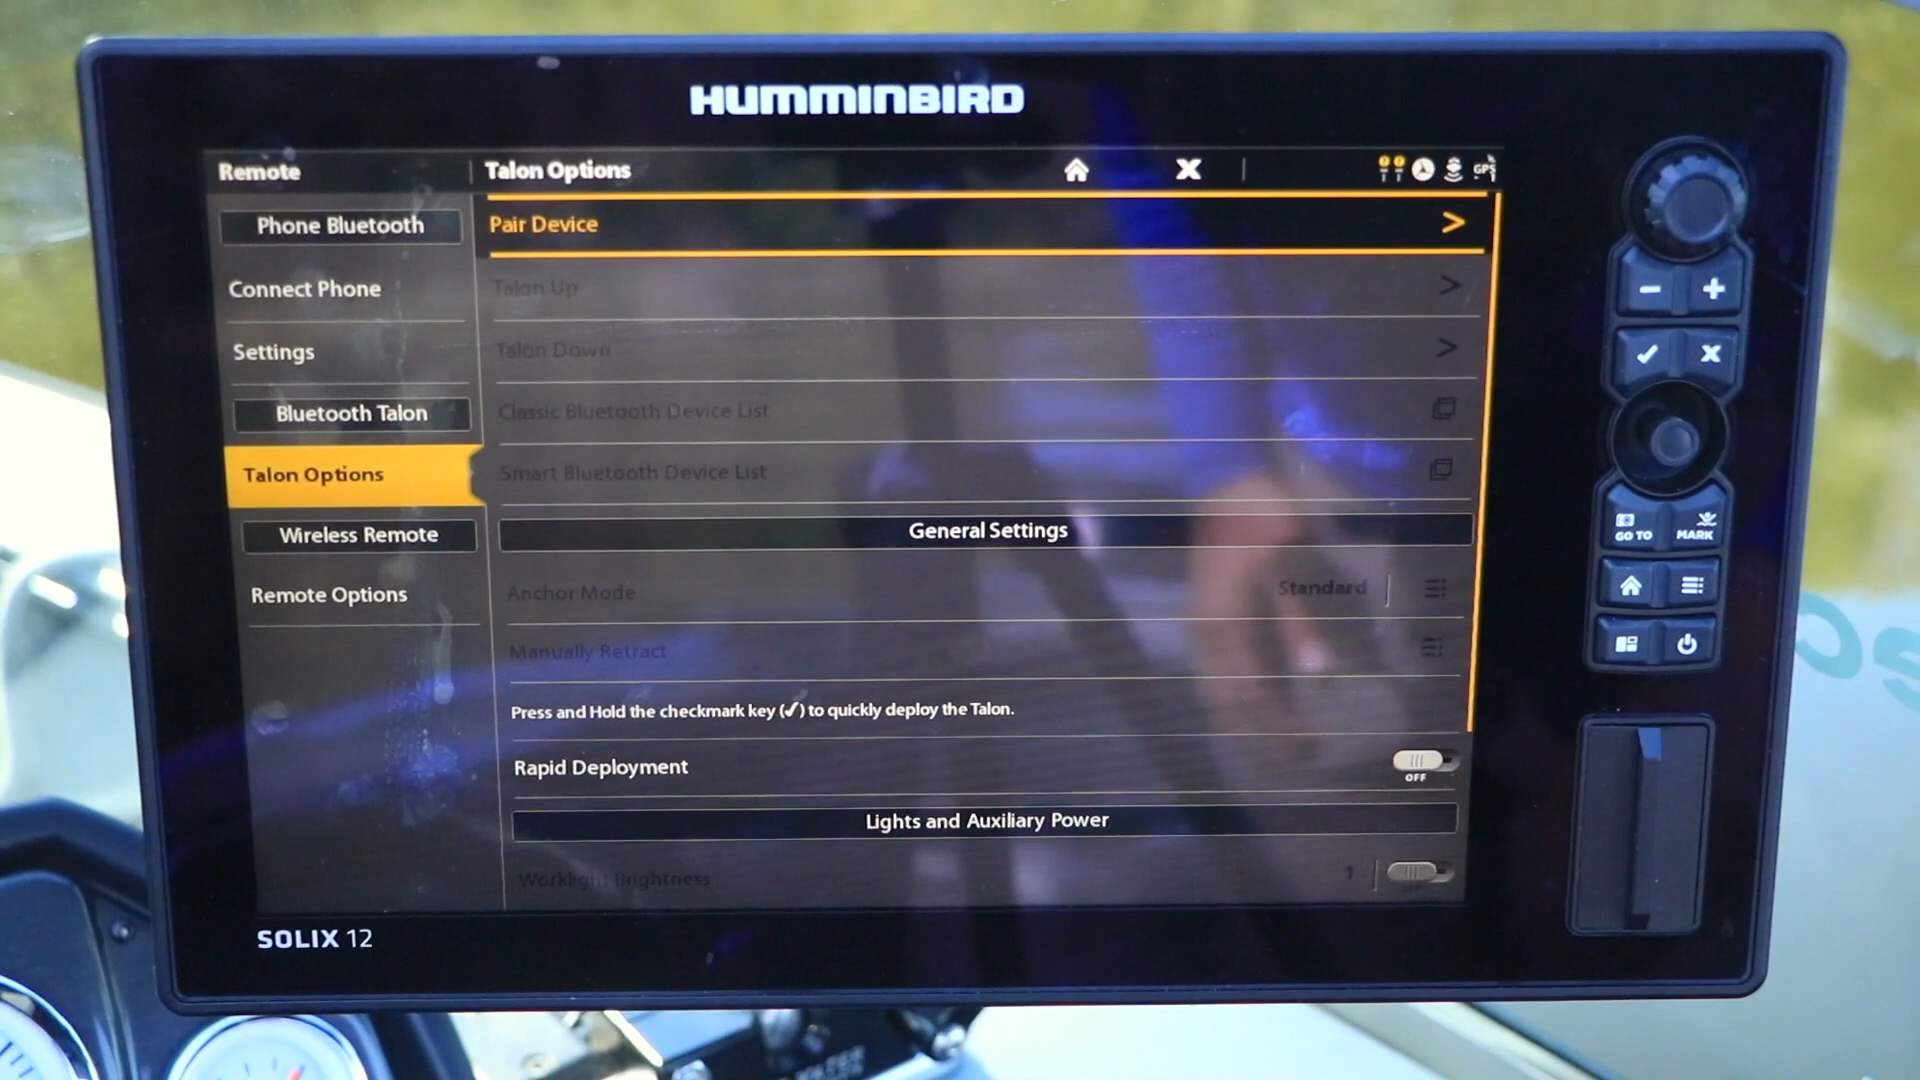 HUMMINBIRD
Remote
Talon Options
GPS
Phone Bluetooth
Pair Device
Connect Phone
Talon Up
Settings
Talon Down
Bluetooth Talon
Classic Bluetooth Device List
Talon Options
Smart Bluetooth Device List
Wireless Remote
General Settings
Remote Options
Anchor Mode
Standard
Manually Retract
Press and Hold the checkmark key (✓) to quickly deploy the Talon.
Rapid Deployment
OFF
Lights and Auxiliary Power
Worklight Brightness
1
OFF
SOLIX 12
GO TO
MARK